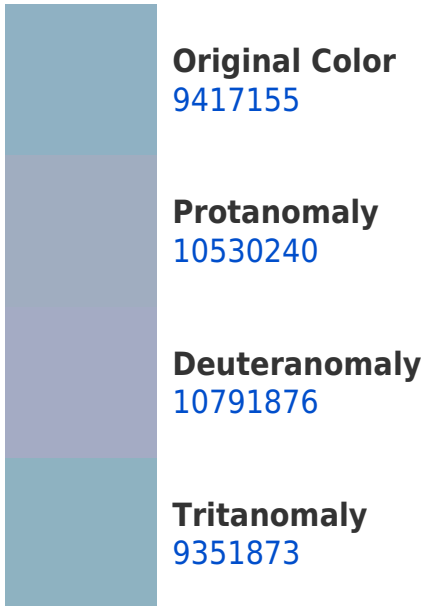 Original Color
9417155
Protanomaly
10530240
Deuteranomaly
10791876
Tritanomaly
9351873